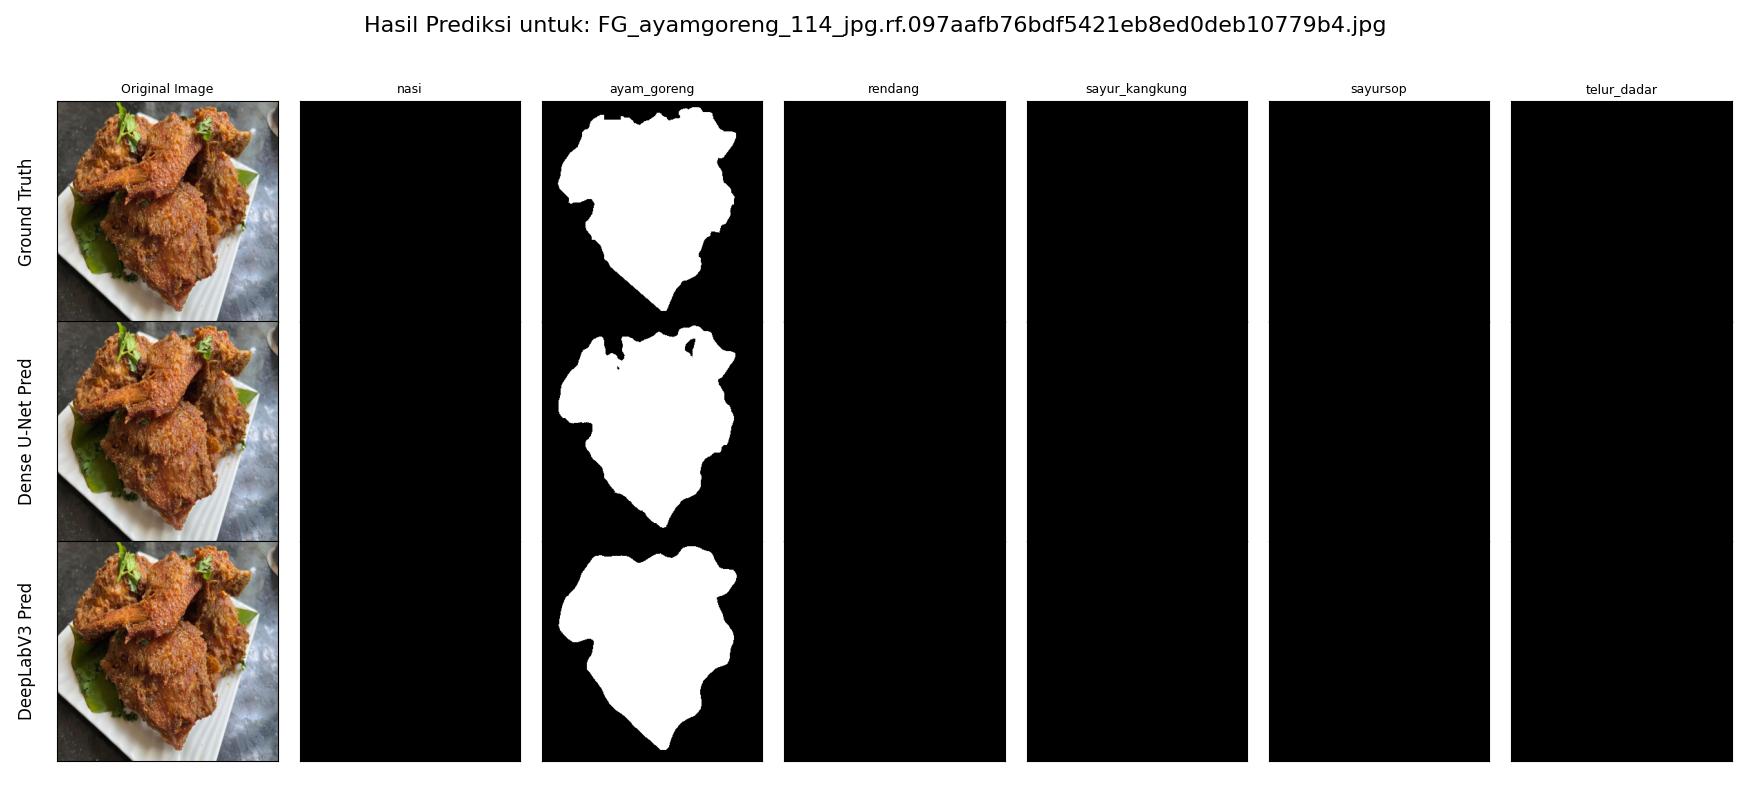 Hasil Prediksi untuk: FG_ayamgoreng_114_jpg.rf.097aafb76bdf5421eb8ed0deb10779b4.jpg
Original Image nasi ayam_goreng rendang sayur_kangkung sayursop telur_dadar
Ground Truth
Dense U-Net Pred
DeepLabV3 Pred